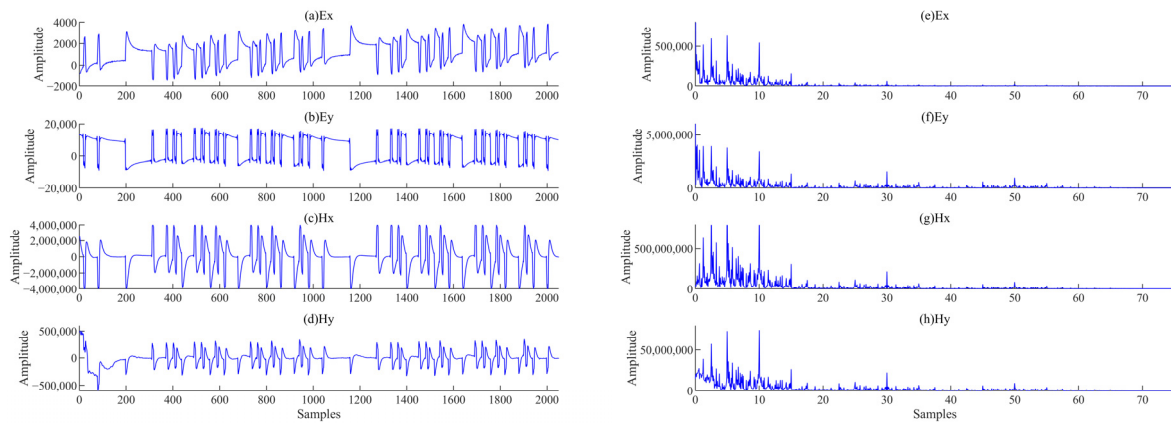 (a)Ex
Amplitude
4000
2000
0
−2000
0 200 400 600 800 1000 1200 1400 1600 1800 2000
(b)Ey
Amplitude
20,000
0
−20,000
0 200 400 600 800 1000 1200 1400 1600 1800 2000
(c)Hx
Amplitude
4,000,000
2,000,000
0
−2,000,000
−4,000,000
0 200 400 600 800 1000 1200 1400 1600 1800 2000
(d)Hy
Amplitude
500,000
0
−500,000
0 200 400 600 800 1000 1200 1400 1600 1800 2000
Samples
(e)Ex
Amplitude
500,000
0
0 10 20 30 40 50 60 70
(f)Ey
Amplitude
5,000,000
0
0 10 20 30 40 50 60 70
(g)Hx
Amplitude
500,000,000
0
0 10 20 30 40 50 60 70
(h)Hy
Amplitude
50,000,000
0
0 10 20 30 40 50 60 70
Samples